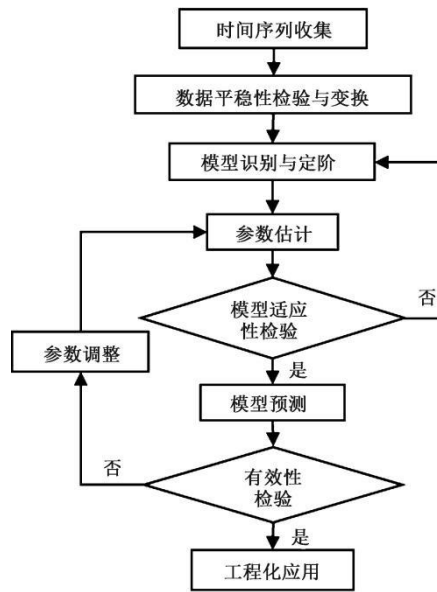 时间序列收集
数据平稳性检验与变换
模型识别与定阶
参数估计
模型适应
性检验
否
参数调整
是
模型预测
否
有效性
检验
是
工程化应用